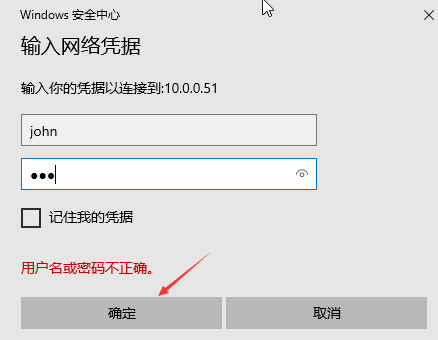 Windows 安全中心
输入网络凭据
输入你的凭据以连接到:10.0.0.51
john
●●●
记住我的凭据
用户名或密码不正确。
确定
取消